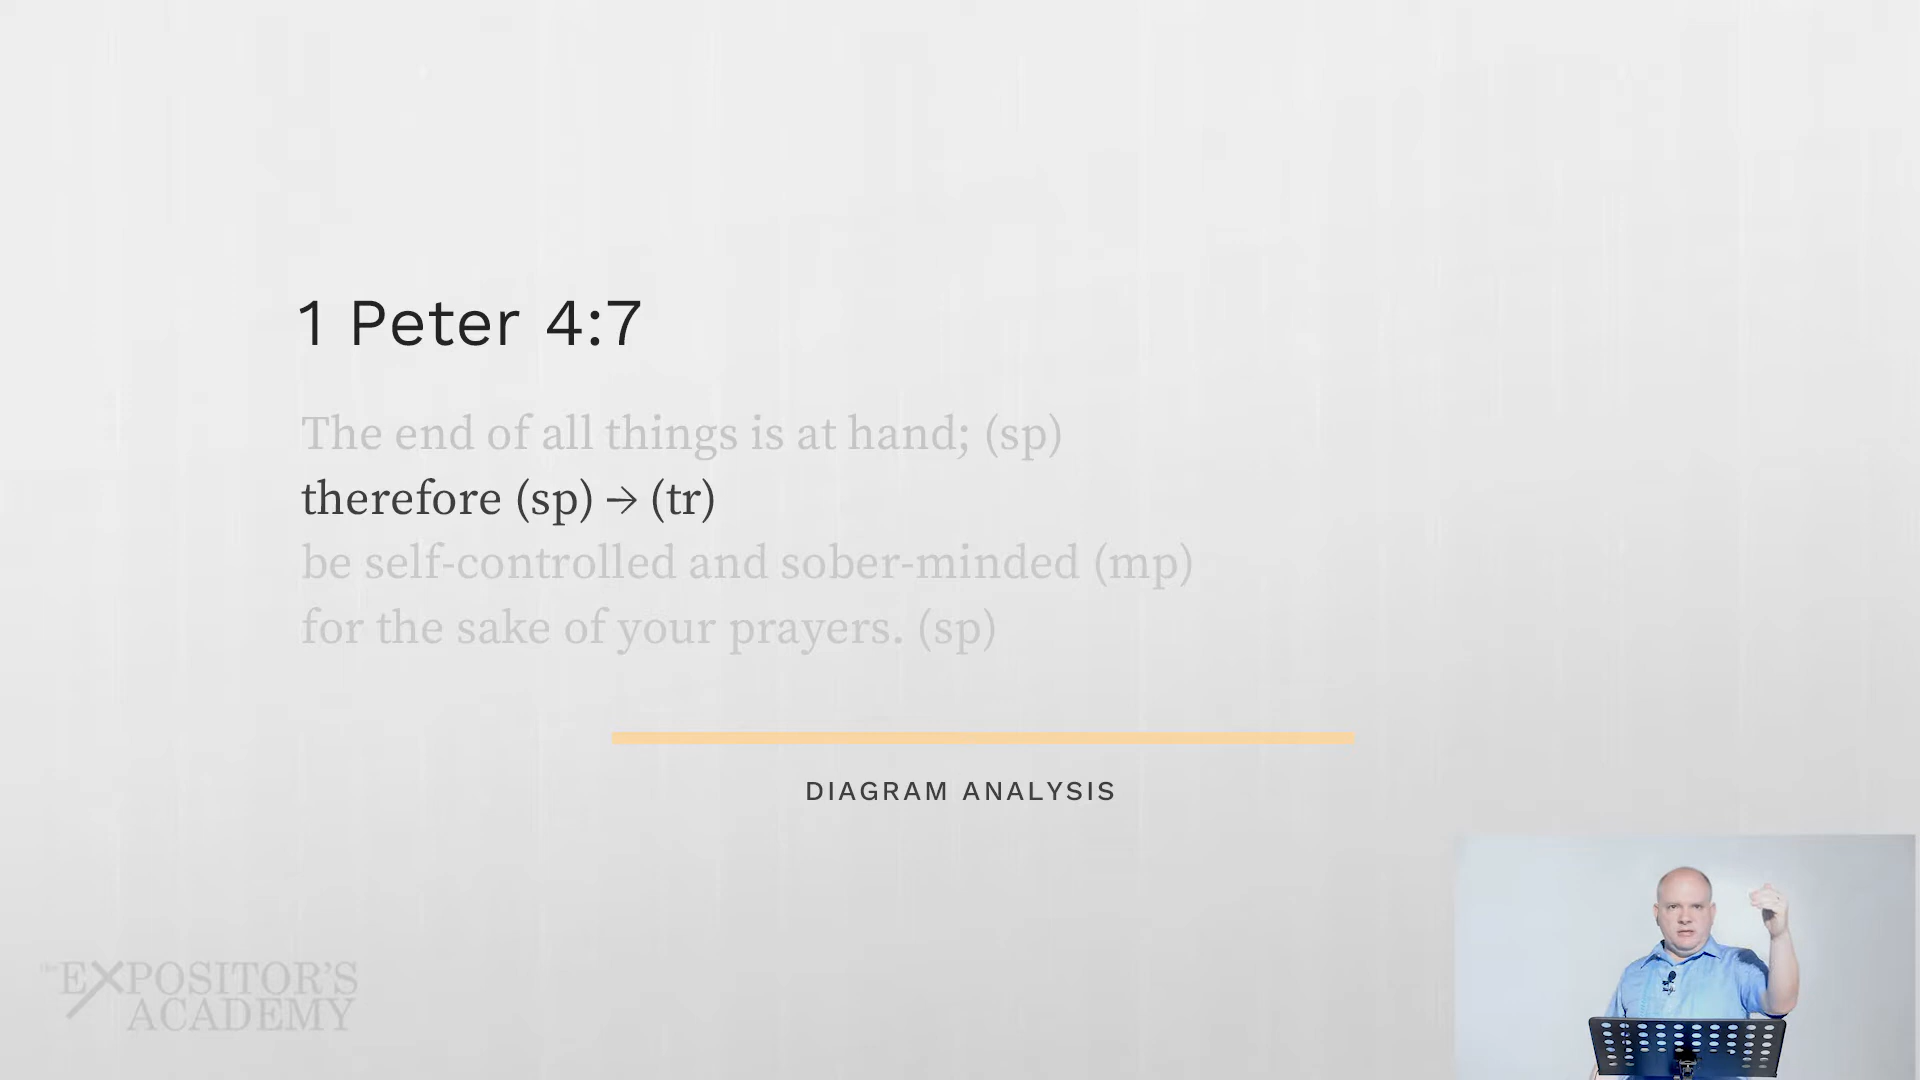 1 Peter 4:7
The end of all things is at hand; (sp)
therefore (sp) → (tr)
be self-controlled and sober-minded (mp)
for the sake of your prayers. (sp)
DIAGRAM ANALYSIS
the EXPOSITOR'S
ACADEMY